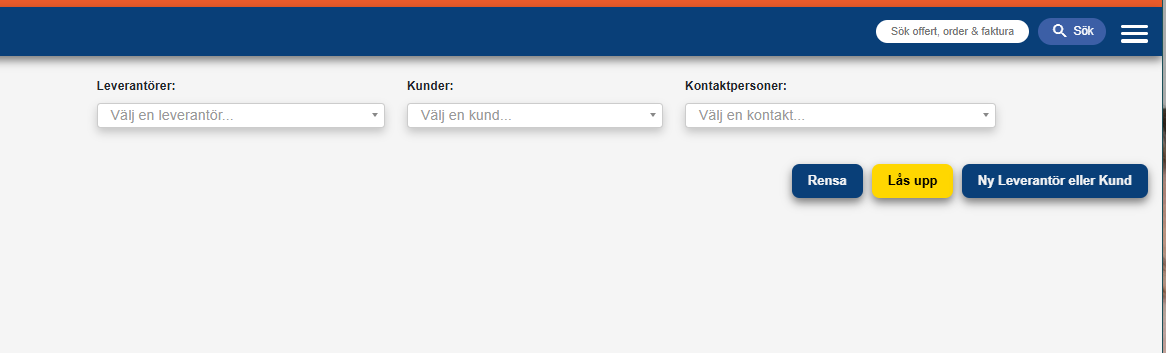 Sök offert, order & faktura Sök
Leverantörer: Kunder: Kontaktpersoner:
Välj en leverantör... Välj en kund... Välj en kontakt...
Rensa Lås upp Ny Leverantör eller Kund